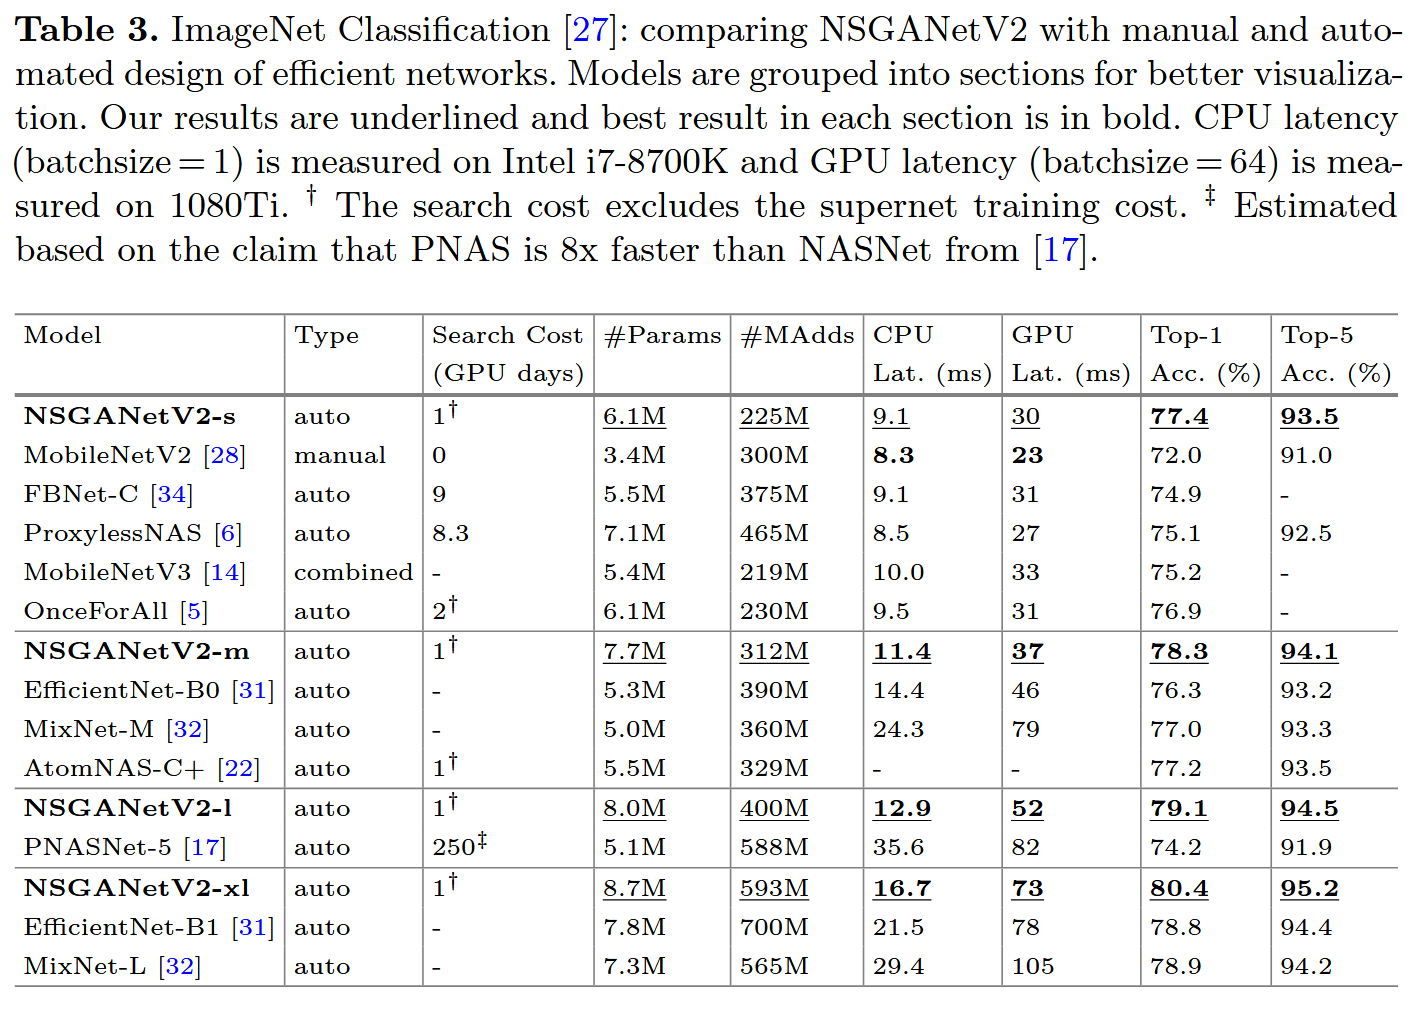 Table 3. ImageNet Classification [27]: comparing NSGANetV2 with manual and auto-
mated design of efficient networks. Models are grouped into sections for better visualiza-
tion. Our results are underlined and best result in each section is in bold. CPU latency
(batchsize = 1) is measured on Intel i7-8700K and GPU latency (batchsize = 64) is mea-
sured on 1080Ti. † The search cost excludes the supernet training cost. ‡ Estimated
based on the claim that PNAS is 8x faster than NASNet from [17].
Model Type Search Cost #Params #MAdds CPU GPU Top-1 Top-5
(GPU days) Lat. (ms) Lat. (ms) Acc. (%) Acc. (%)
NSGANetV2-s auto 1† 6.1M 225M 9.1 30 77.4 93.5
MobileNetV2 [28] manual 0 3.4M 300M 8.3 23 72.0 91.0
FBNet-C [34] auto 9 5.5M 375M 9.1 31 74.9 -
ProxylessNAS [6] auto 8.3 7.1M 465M 8.5 27 75.1 92.5
MobileNetV3 [14] combined - 5.4M 219M 10.0 33 75.2 -
OnceForAll [5] auto 2† 6.1M 230M 9.5 31 76.9 -
NSGANetV2-m auto 1† 7.7M 312M 11.4 37 78.3 94.1
EfficientNet-B0 [31] auto - 5.3M 390M 14.4 46 76.3 93.2
MixNet-M [32] auto - 5.0M 360M 24.3 79 77.0 93.3
AtomNAS-C+ [22] auto 1† 5.5M 329M - - 77.2 93.5
NSGANetV2-l auto 1† 8.0M 400M 12.9 52 79.1 94.5
PNASNet-5 [17] auto 250‡ 5.1M 588M 35.6 82 74.2 91.9
NSGANetV2-xl auto 1† 8.7M 593M 16.7 73 80.4 95.2
EfficientNet-B1 [31] auto - 7.8M 700M 21.5 78 78.8 94.4
MixNet-L [32] auto - 7.3M 565M 29.4 105 78.9 94.2